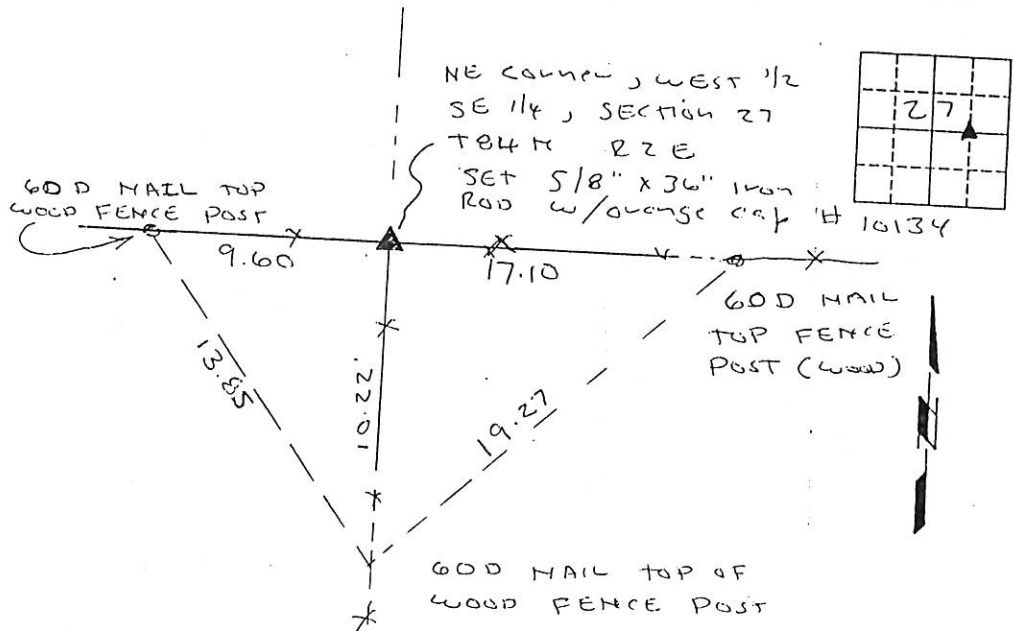 NE CORNER, WEST 1/2
SE 1/4, SECTION 27
T84N R2E
SET 5/8" X 36" IRON
ROD W/ORANGE CAP # 10134
27
60D NAIL TOP
WOOD FENCE POST
9.60
17.10
60D NAIL
TOP FENCE
POST (WOOD)
13.85
22.01
19.27
N
60D NAIL TOP OF
WOOD FENCE POST